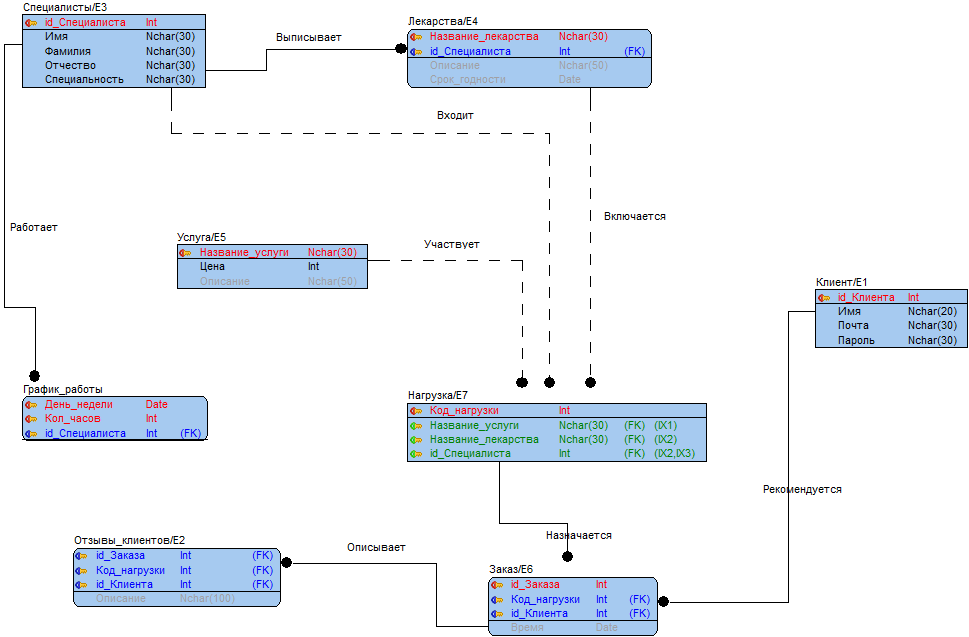 Специалисты/E3
id_Специалиста Int
Имя Nchar(30)
Фамилия Nchar(30)
Отчество Nchar(30)
Специальность Nchar(30)
Выписывает
Лекарства/E4
Название_лекарства Nchar(30)
id_Специалиста Int (FK)
Описание Nchar(50)
Срок_годности Date
Входит
Включается
Работает
Услуга/E5
Название_услуги Nchar(30)
Цена Int
Описание Nchar(50)
Участвует
Клиент/E1
id_Клиента Int
Имя Nchar(20)
Почта Nchar(30)
Пароль Nchar(30)
График_работы
День_недели Date
Кол_часов Int
id_Специалиста Int (FK)
Нагрузка/E7
Код_нагрузки Int
Название_услуги Nchar(30) (FK) (IX1)
Название_лекарства Nchar(30) (FK) (IX2)
id_Специалиста Int (FK) (IX2,IX3)
Рекомендуется
Назначается
Отзывы_клиентов/E2
id_Заказа Int (FK)
Код_нагрузки Int (FK)
id_Клиента Int (FK)
Описание Nchar(100)
Описывает
Заказ/E6
id_Заказа Int
Код_нагрузки Int (FK)
id_Клиента Int (FK)
Время Date